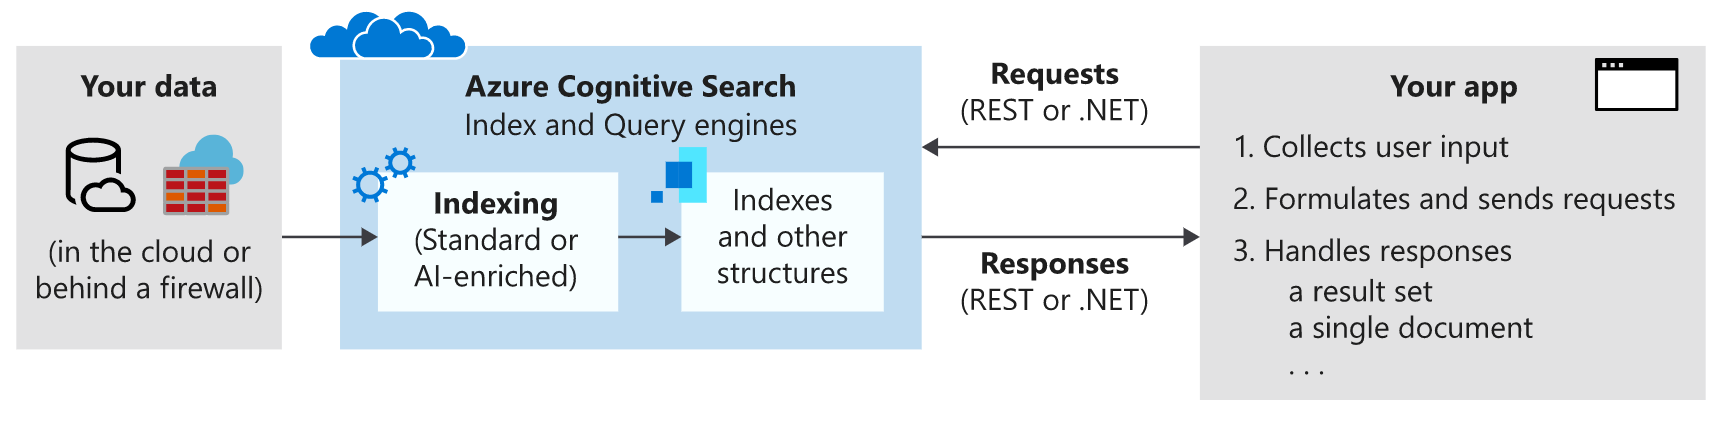 Your data
(in the cloud or
behind a firewall)
Azure Cognitive Search
Index and Query engines
Indexing
(Standard or
AI-enriched)
Indexes
and other
structures
Requests
(REST or .NET)
Responses
(REST or .NET)
Your app
1. Collects user input
2. Formulates and sends requests
3. Handles responses
a result set
a single document
. . .